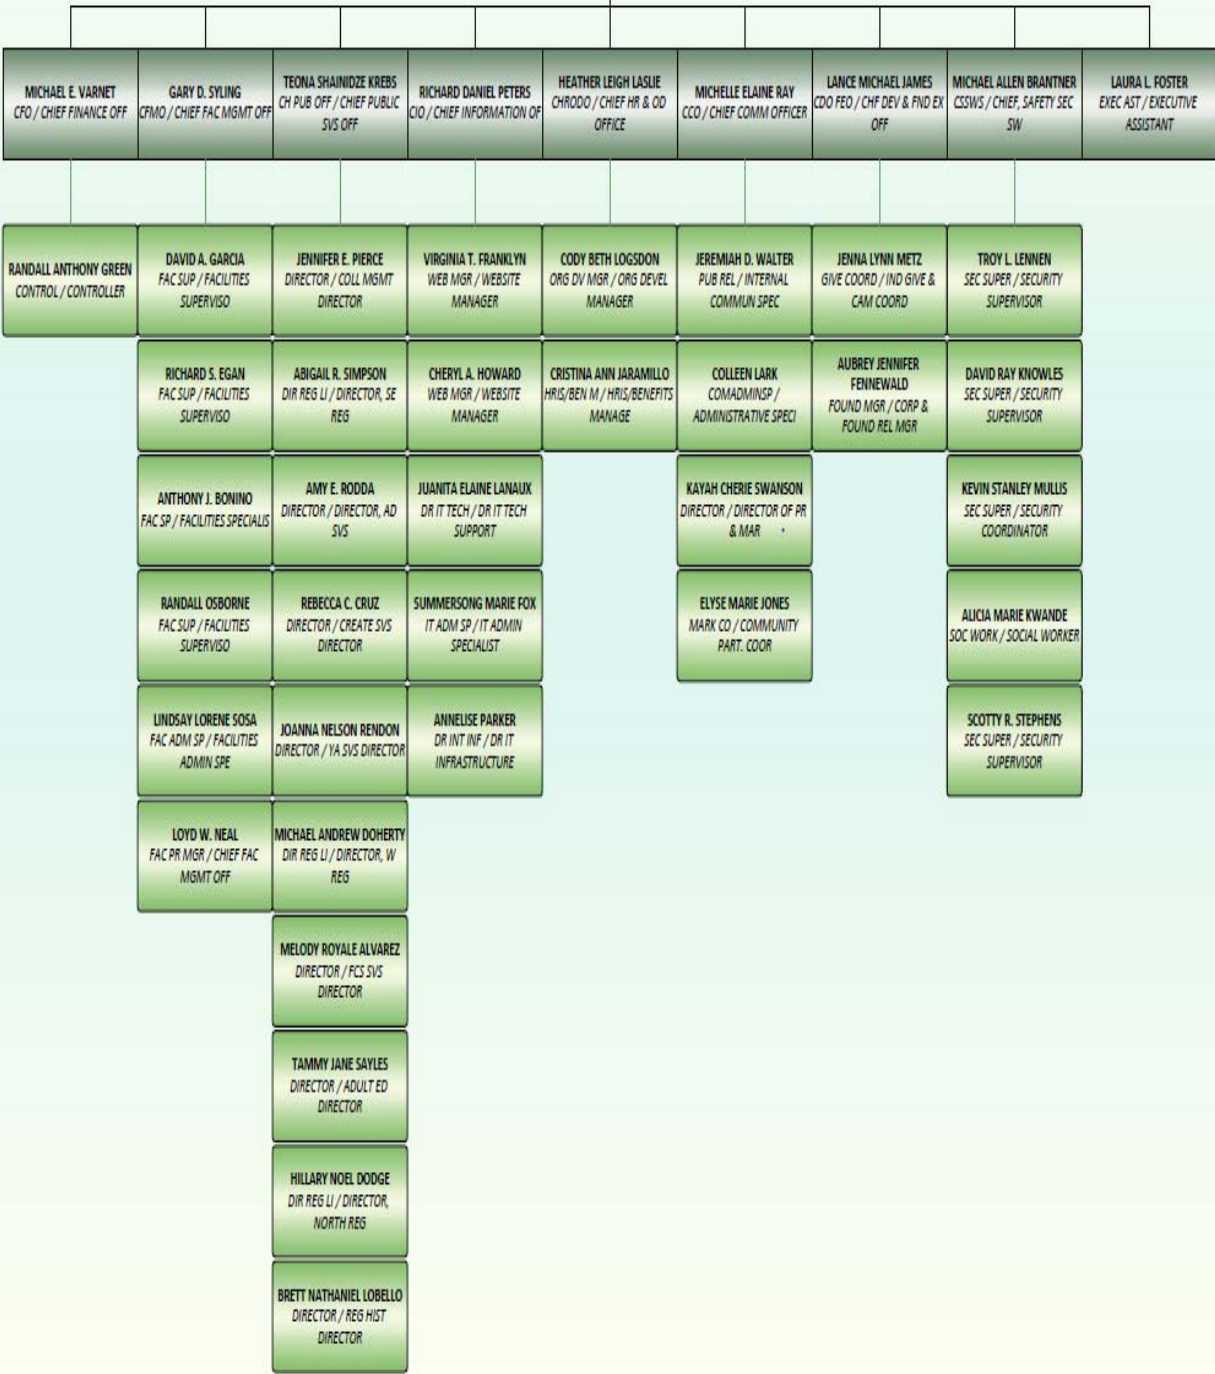 MICHAEL E. VARNET
CFO / CHIEF FINANCE OFF
GARY D. SYLING
CFMO / CHIEF FAC MGMT OFF
TEONA SHAINIDZE KREBS
CH PUB OFF / CHIEF PUBLIC
SVS OFF
RICHARD DANIEL PETERS
CIO / CHIEF INFORMATION OF
HEATHER LEIGH LASLIE
CHRODO / CHIEF HR & OD
OFFICE
MICHELLE ELAINE RAY
CCO / CHIEF COMM OFFICER
LANCE MICHAEL JAMES
CDO FEO / CHF DEV & FND EX
OFF
MICHAEL ALLEN BRANTNER
CSSWS / CHIEF, SAFETY SEC
SW
LAURA L. FOSTER
EXEC AST / EXECUTIVE
ASSISTANT
RANDALL ANTHONY GREEN
CONTROL / CONTROLLER
DAVID A. GARCIA
FAC SUP / FACILITIES
SUPERVISO
JENNIFER E. PIERCE
DIRECTOR / COLL MGMT
DIRECTOR
VIRGINIA T. FRANKLYN
WEB MGR / WEBSITE
MANAGER
CODY BETH LOGSDON
ORG DV MGR / ORG DEVEL
MANAGER
JEREMIAH D. WALTER
PUB REL / INTERNAL
COMMUN SPEC
JENNA LYNN METZ
GIVE COORD / IND GIVE &
CAM COORD
TROY L. LENNEN
SEC SUPER / SECURITY
SUPERVISOR
RICHARD S. EGAN
FAC SUP / FACILITIES
SUPERVISO
ABIGAIL R. SIMPSON
DIR REG LI / DIRECTOR, SE
REG
CHERYL A. HOWARD
WEB MGR / WEBSITE
MANAGER
CRISTINA ANN JARAMILLO
HRIS/BEN M / HRIS/BENEFITS
MANAGE
COLLEEN LARK
COMADMINSP /
ADMINISTRATIVE SPECI
AUBREY JENNIFER
FENNEWALD
FOUND MGR / CORP &
FOUND REL MGR
DAVID RAY KNOWLES
SEC SUPER / SECURITY
SUPERVISOR
ANTHONY J. BONINO
FAC SP / FACILITIES SPECIALIS
AMY E. RODDA
DIRECTOR / DIRECTOR, AD
SVS
JUANITA ELAINE LANAUX
DR IT TECH / DR IT TECH
SUPPORT
KAYAH CHERIE SWANSON
DIRECTOR / DIRECTOR OF PR
& MAR
KEVIN STANLEY MULLIS
SEC SUPER / SECURITY
COORDINATOR
RANDALL OSBORNE
FAC SUP / FACILITIES
SUPERVISO
REBECCA C. CRUZ
DIRECTOR / CREATE SVS
DIRECTOR
SUMMERSONG MARIE FOX
IT ADM SP / IT ADMIN
SPECIALIST
ELYSE MARIE JONES
MARK CO / COMMUNITY
PART. COOR
ALICIA MARIE KWANDE
SOC WORK / SOCIAL WORKER
LINDSAY LORENE SOSA
FAC ADM SP / FACILITIES
ADMIN SPE
JOANNA NELSON RENDON
DIRECTOR / YA SVS DIRECTOR
ANNELISE PARKER
DR INT INF / DR IT
INFRASTRUCTURE
SCOTTY R. STEPHENS
SEC SUPER / SECURITY
SUPERVISOR
LOYD W. NEAL
FAC PR MGR / CHIEF FAC
MGMT OFF
MICHAEL ANDREW DOHERTY
DIR REG LI / DIRECTOR, W
REG
MELODY ROYALE ALVAREZ
DIRECTOR / FCS SVS
DIRECTOR
TAMMY JANE SAYLES
DIRECTOR / ADULT ED
DIRECTOR
HILLARY NOEL DODGE
DIR REG LI / DIRECTOR,
NORTH REG
BRETT NATHANIEL LOBELLO
DIRECTOR / REG HIST
DIRECTOR